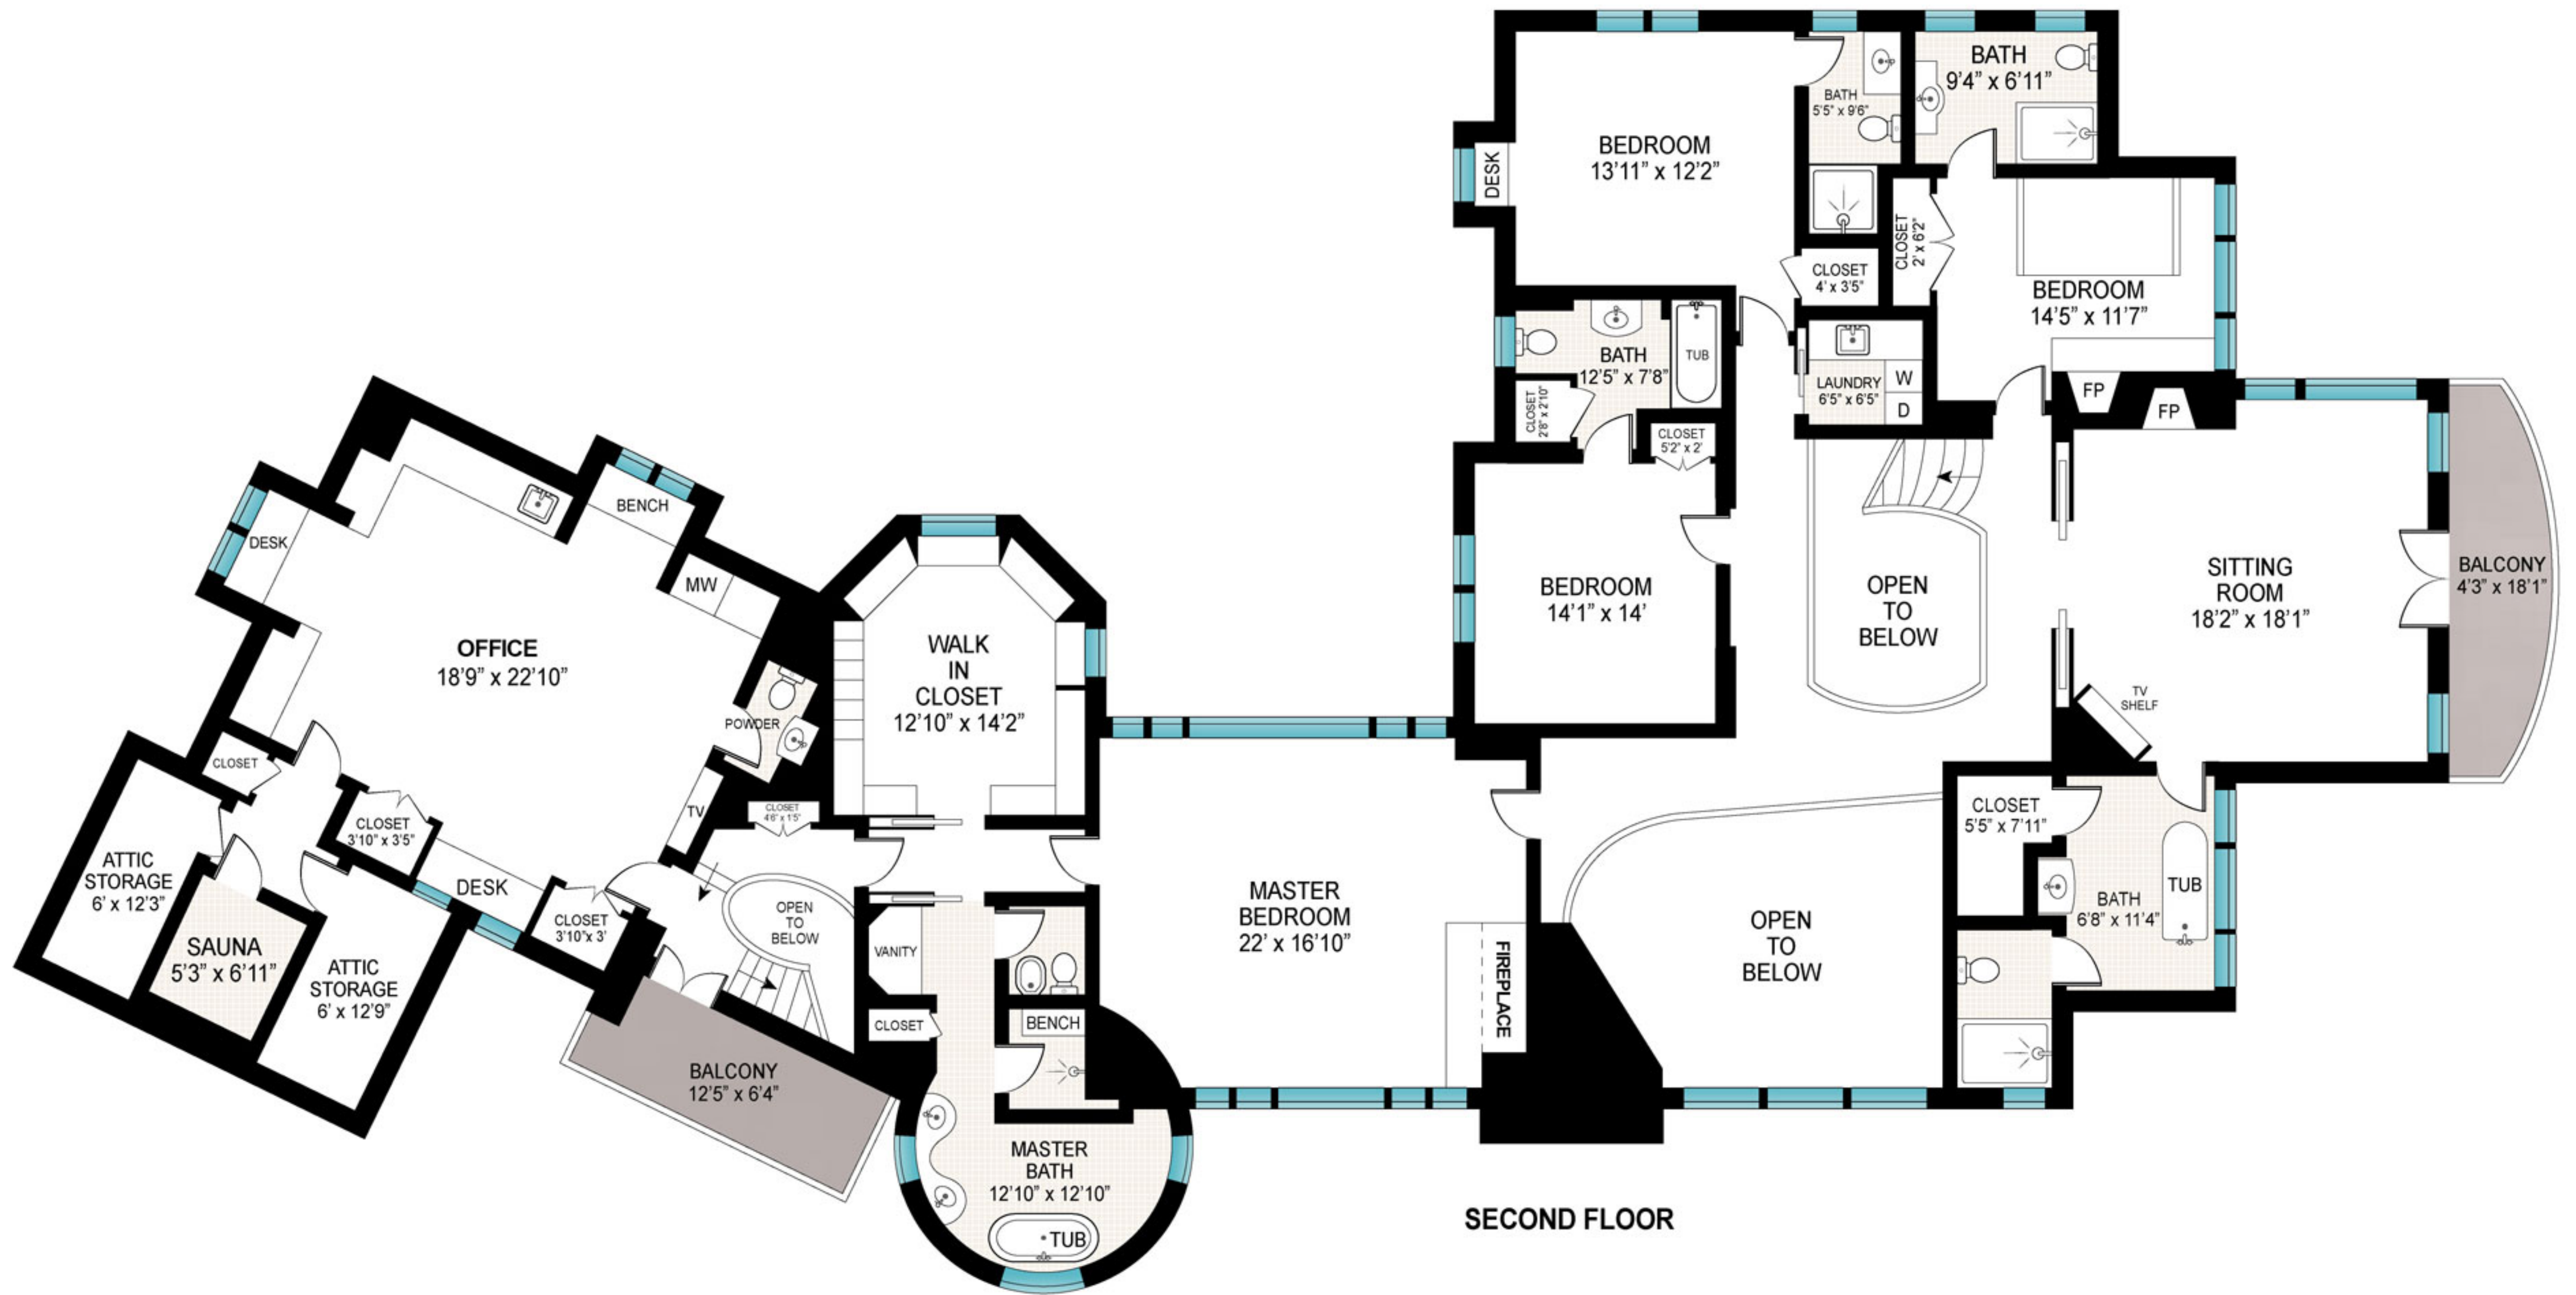 BATH
9'4" x 6'11"
BATH
5'5" x 9'6"
BEDROOM
13'11" x 12'2"
DESK
CLOSET
2' x 6'2"
CLOSET
4' x 3'5"
BEDROOM
14'5" x 11'7"
BATH
12'5" x 7'8"
TUB
CLOSET
2'8" x 2'10"
CLOSET
5'2" x 2'
LAUNDRY
6'5" x 6'5"
W
D
FP
FP
BENCH
DESK
MW
OFFICE
18'9" x 22'10"
WALK
IN
CLOSET
12'10" x 14'2"
BEDROOM
14'1" x 14'
OPEN
TO
BELOW
SITTING
ROOM
18'2" x 18'1"
BALCONY
4'3" x 18'1"
TV
SHELF
POWDER
CLOSET
TV
CLOSET
4'6" x 1'5"
CLOSET
3'10" x 3'5"
ATTIC
STORAGE
6' x 12'3"
DESK
CLOSET
3'10"x 3'
OPEN
TO
BELOW
SAUNA
5'3" x 6'11"
ATTIC
STORAGE
6' x 12'9"
VANITY
CLOSET
BENCH
MASTER
BEDROOM
22' x 16'10"
FIREPLACE
OPEN
TO
BELOW
CLOSET
5'5" x 7'11"
BATH
6'8" x 11'4"
TUB
BALCONY
12'5" x 6'4"
MASTER
BATH
12'10" x 12'10"
TUB
SECOND FLOOR